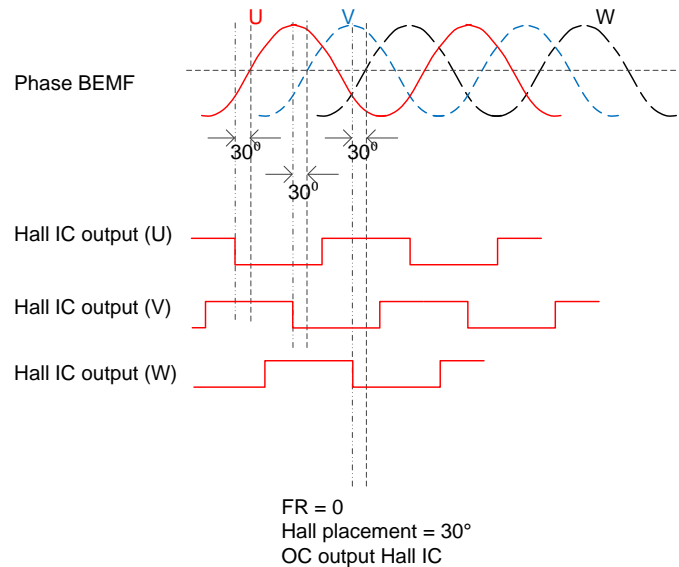 U
V
W
Phase BEMF
30⁰
30⁰
30⁰
Hall IC output (U)
Hall IC output (V)
Hall IC output (W)
FR = 0
Hall placement = 30°
OC output Hall IC